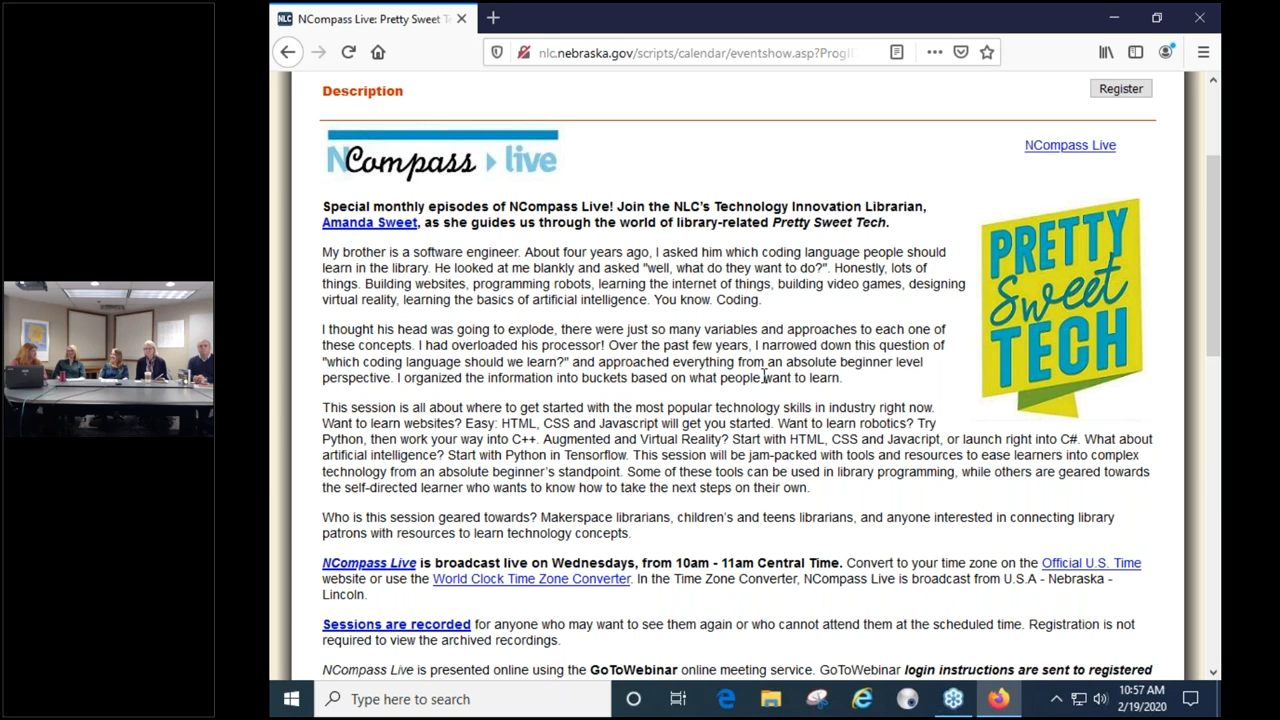 NLC NCompass Live: Pretty Sweet T
nlc.nebraska.gov/scripts/calendar/eventshow.asp?ProgI
Description
Register
NCompass live
NCompass Live
Special monthly episodes of NCompass Live! Join the NLC's Technology Innovation Librarian,
Amanda Sweet, as she guides us through the world of library-related Pretty Sweet Tech.
My brother is a software engineer. About four years ago, I asked him which coding language people should
learn in the library. He looked at me blankly and asked "well, what do they want to do?". Honestly, lots of
things. Building websites, programming robots, learning the internet of things, building video games, designing
virtual reality, learning the basics of artificial intelligence. You know. Coding.
PRETTY
Sweet
TECH
I thought his head was going to explode, there were just so many variables and approaches to each one of
these concepts. I had overloaded his processor! Over the past few years, I narrowed down this question of
"which coding language should we learn?" and approached everything from an absolute beginner level
perspective. I organized the information into buckets based on what people want to learn.
This session is all about where to get started with the most popular technology skills in industry right now.
Want to learn websites? Easy: HTML, CSS and Javascript will get you started. Want to learn robotics? Try
Python, then work your way into C++. Augmented and Virtual Reality? Start with HTML, CSS and Javacript, or launch right into C#. What about
artificial intelligence? Start with Python in Tensorflow. This session will be jam-packed with tools and resources to ease learners into complex
technology from an absolute beginner's standpoint. Some of these tools can be used in library programming, while others are geared towards
the self-directed learner who wants to know how to take the next steps on their own.
Who is this session geared towards? Makerspace librarians, children's and teens librarians, and anyone interested in connecting library
patrons with resources to learn technology concepts.
NCompass Live is broadcast live on Wednesdays, from 10am - 11am Central Time. Convert to your time zone on the Official U.S. Time
website or use the World Clock Time Zone Converter. In the Time Zone Converter, NCompass Live is broadcast from U.S.A - Nebraska -
Lincoln.
Sessions are recorded for anyone who may want to see them again or who cannot attend them at the scheduled time. Registration is not
required to view the archived recordings.
NCompass Live is presented online using the GoToWebinar online meeting service. GoToWebinar login instructions are sent to registered
Type here to search
10:57 AM
2/19/2020